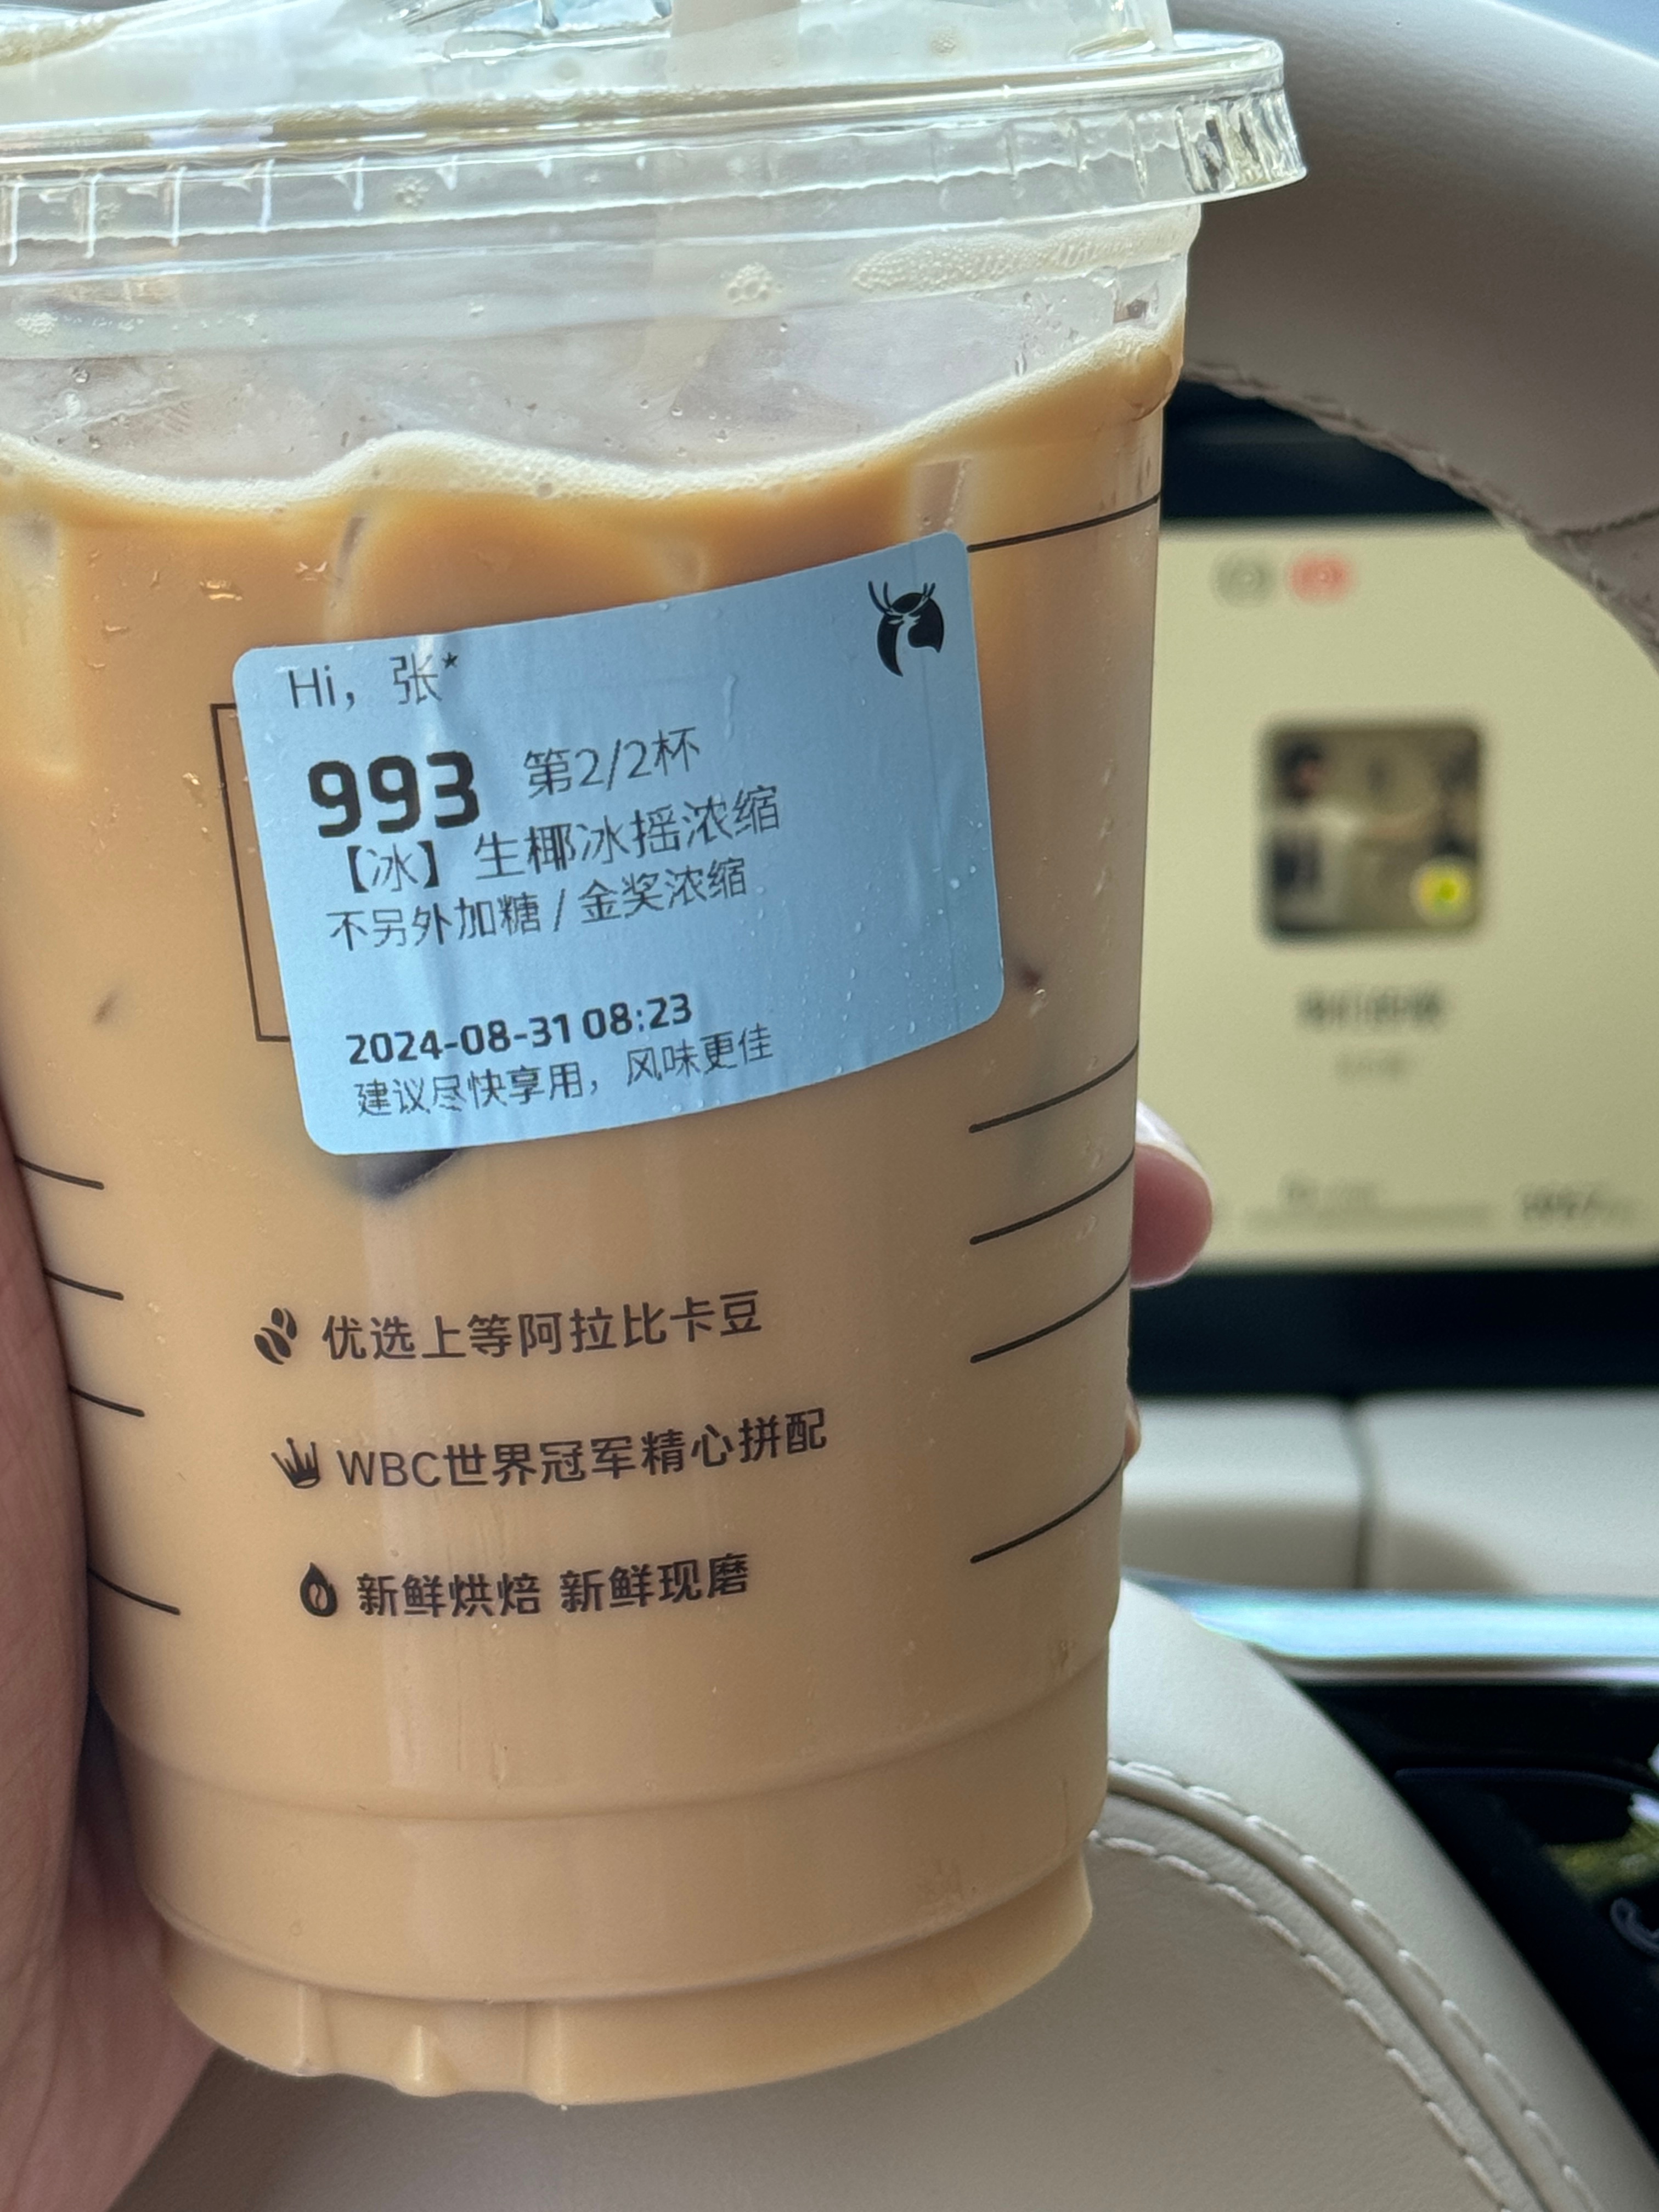 Hi，张*
993 第2/2杯
【冰】生椰冰摇浓缩
不另外加糖 / 金奖浓缩
2024-08-31 08:23
建议尽快享用，风味更佳
优选上等阿拉比卡豆
WBC世界冠军精心拼配
新鲜烘焙 新鲜现磨